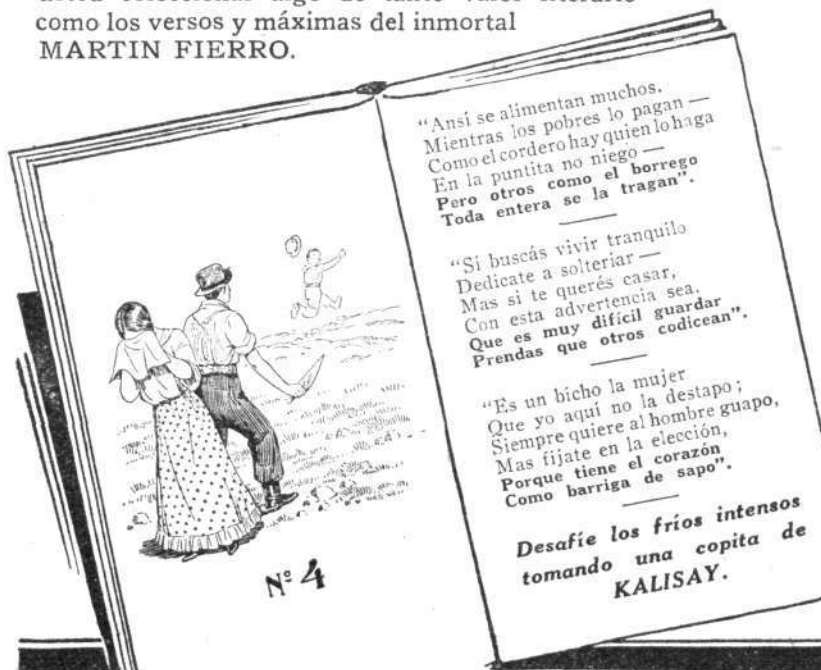 como los versos y máximas del inmortal
MARTIN FIERRO.
"Ansí se alimentan muchos.
Mientras los pobres lo pagan —
Como el cordero hay quien lo haga
En la puntita no niego —
Pero otros como el borrego
Toda entera se la tragan".
"Si buscás vivir tranquilo
Dedicate a solteriar —
Mas si te querés casar,
Con esta advertencia sea.
Que es muy difícil guardar
Prendas que otros codicean".
"Es un bicho la mujer
Que yo aquí no la destapo;
Siempre quiere al hombre guapo,
Mas fijate en la elección,
Porque tiene el corazón
Como barriga de sapo".
Desafíe los fríos intensos
tomando una copita de
KALISAY.
Nº 4